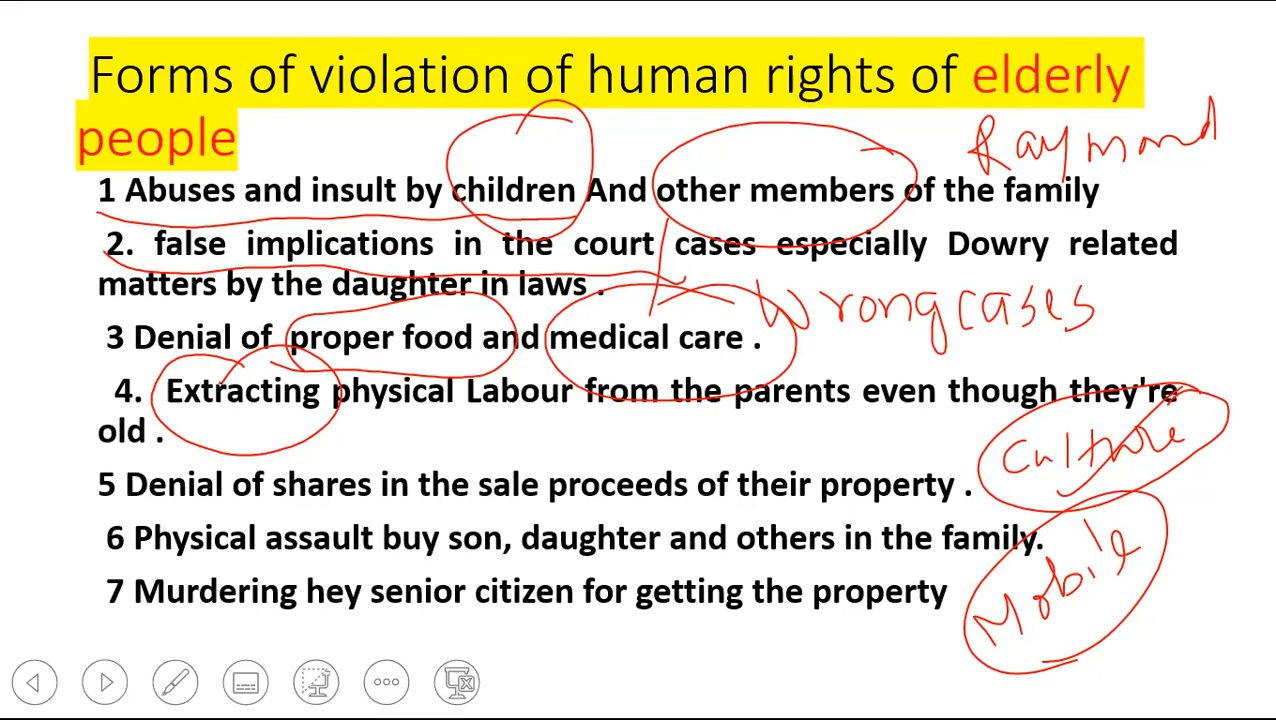 Forms of violation of human rights of elderly
people
Raymond
1 Abuses and insult by children And other members of the family
2. false implications in the court cases especially Dowry related
matters by the daughter in laws .
Wrong cases
3 Denial of proper food and medical care .
4. Extracting physical Labour from the parents even though they're
old .
Culture
5 Denial of shares in the sale proceeds of their property .
6 Physical assault buy son, daughter and others in the family.
Mobile
7 Murdering hey senior citizen for getting the property